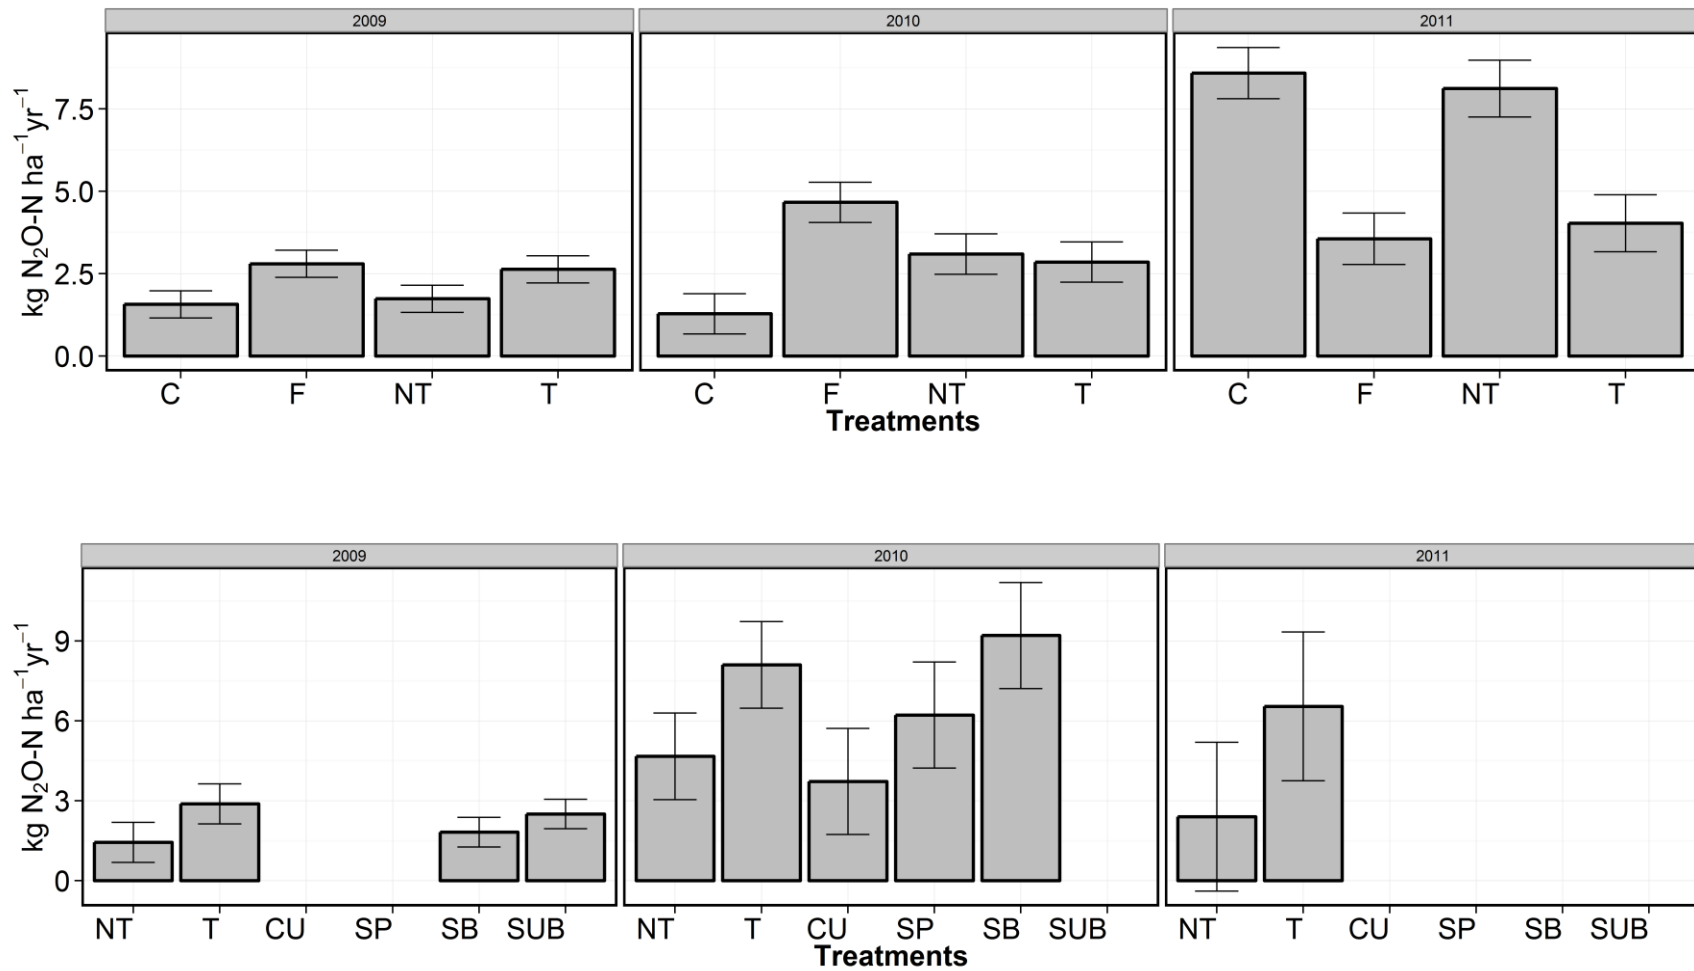 2009 2010 2011
kg N₂O-N ha⁻¹yr⁻¹
7.5
5.0
2.5
0.0
C F NT T C F NT T C F NT T
Treatments
2009 2010 2011
kg N₂O-N ha⁻¹yr⁻¹
9
6
3
0
NT T CU SP SB SUB NT T CU SP SB SUB NT T CU SP SB SUB
Treatments